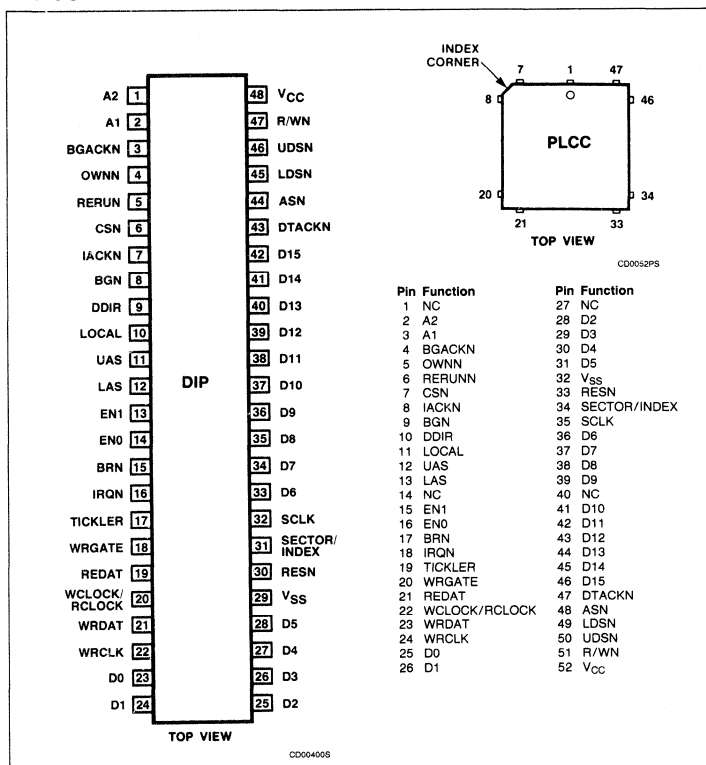 A2 1 48 VCC
A1 2 47 R/WN
BGACKN 3 46 UDSN
OWNN 4 45 LDSN
RERUN 5 44 ASN
CSN 6 43 DTACKN
IACKN 7 42 D15
BGN 8 41 D14
DDIR 9 40 D13
LOCAL 10 39 D12
UAS 11 38 D11
LAS 12 DIP 37 D10
EN1 13 36 D9
EN0 14 35 D8
BRN 15 34 D7
IRQN 16 33 D6
TICKLER 17 32 SCLK
WRGATE 18 31 SECTOR/
INDEX
REDAT 19 30 RESN
WCLOCK/
RCLOCK 20 29 VSS
WRDAT 21 28 D5
WRCLK 22 27 D4
D0 23 26 D3
D1 24 25 D2
TOP VIEW
CD00400S
INDEX
CORNER
7 1 47
8 46
PLCC
20 34
21 33
TOP VIEW
CD0052PS
Pin Function
1 NC
2 A2
3 A1
4 BGACKN
5 OWNN
6 RERUNN
7 CSN
8 IACKN
9 BGN
10 DDIR
11 LOCAL
12 UAS
13 LAS
14 NC
15 EN1
16 EN0
17 BRN
18 IRQN
19 TICKLER
20 WRGATE
21 REDAT
22 WCLOCK/RCLOCK
23 WRDAT
24 WRCLK
25 D0
26 D1
Pin Function
27 NC
28 D2
29 D3
30 D4
31 D5
32 VSS
33 RESN
34 SECTOR/INDEX
35 SCLK
36 D6
37 D7
38 D8
39 D9
40 NC
41 D10
42 D11
43 D12
44 D13
45 D14
46 D15
47 DTACKN
48 ASN
49 LDSN
50 UDSN
51 R/WN
52 VCC